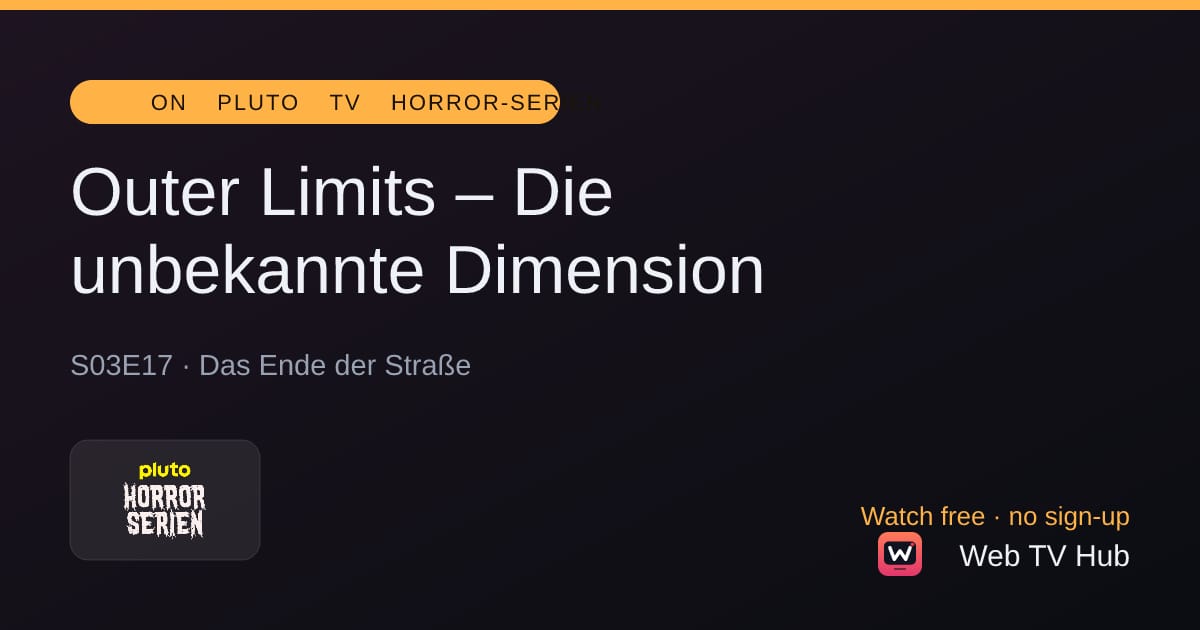 ON PLUTO TV HORROR-SERIEN
Outer Limits – Die
unbekannte Dimension
S03E17 · Das Ende der Straße
pluto
HORROR
SERIEN
Watch free · no sign-up
Web TV Hub